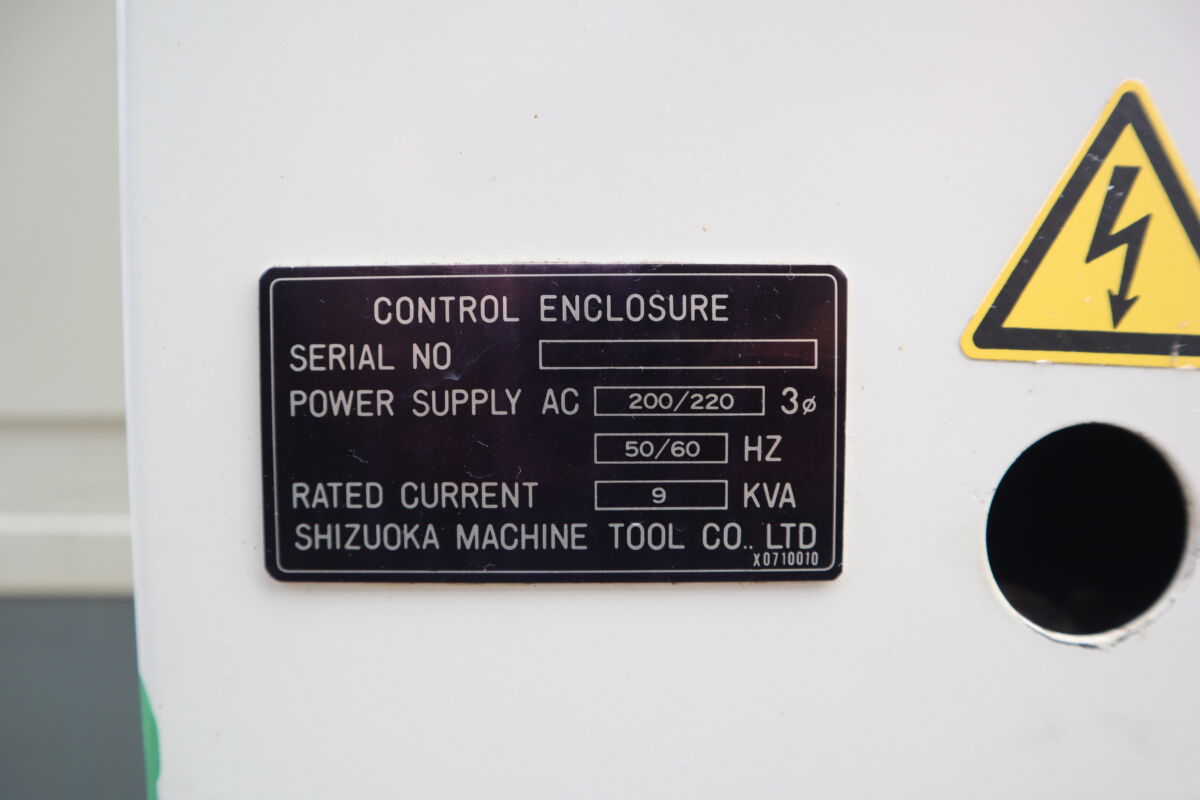 CONTROL ENCLOSURE
SERIAL NO
POWER SUPPLY AC 200/220 3ø
50/60 HZ
RATED CURRENT 9 KVA
SHIZUOKA MACHINE TOOL CO., LTD
X0710010